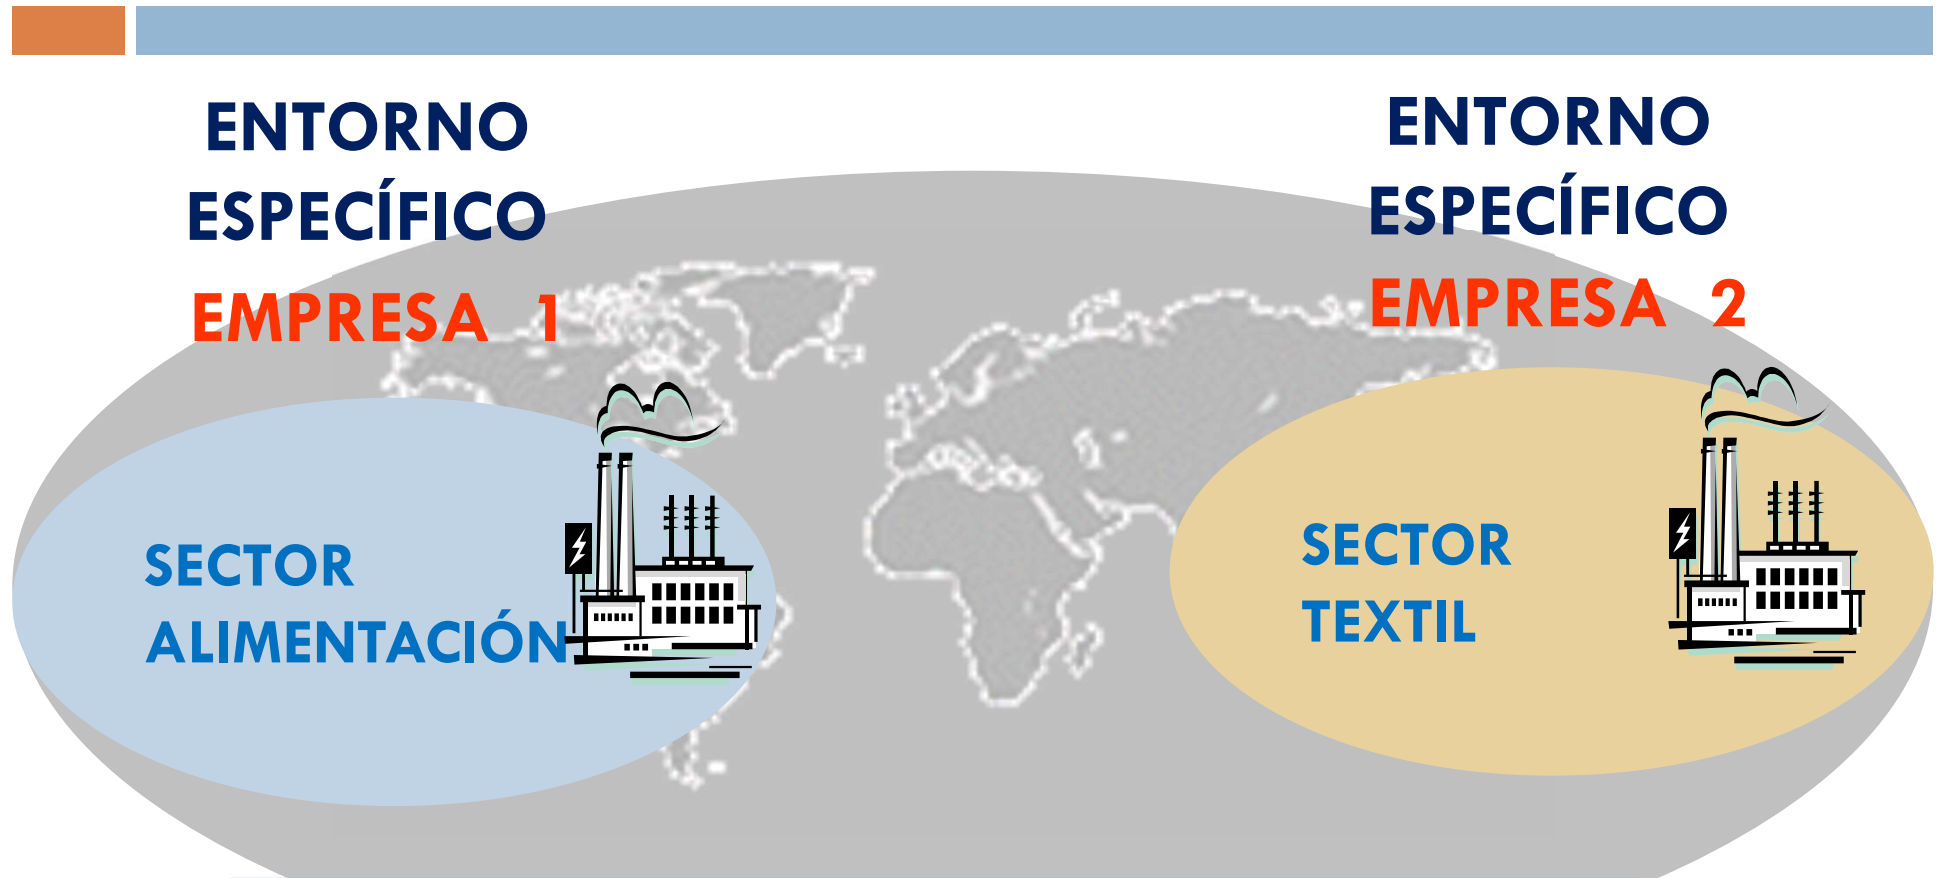 ENTORNO
ESPECÍFICO
EMPRESA 1
SECTOR
ALIMENTACIÓN
ENTORNO
ESPECÍFICO
EMPRESA 2
SECTOR
TEXTIL